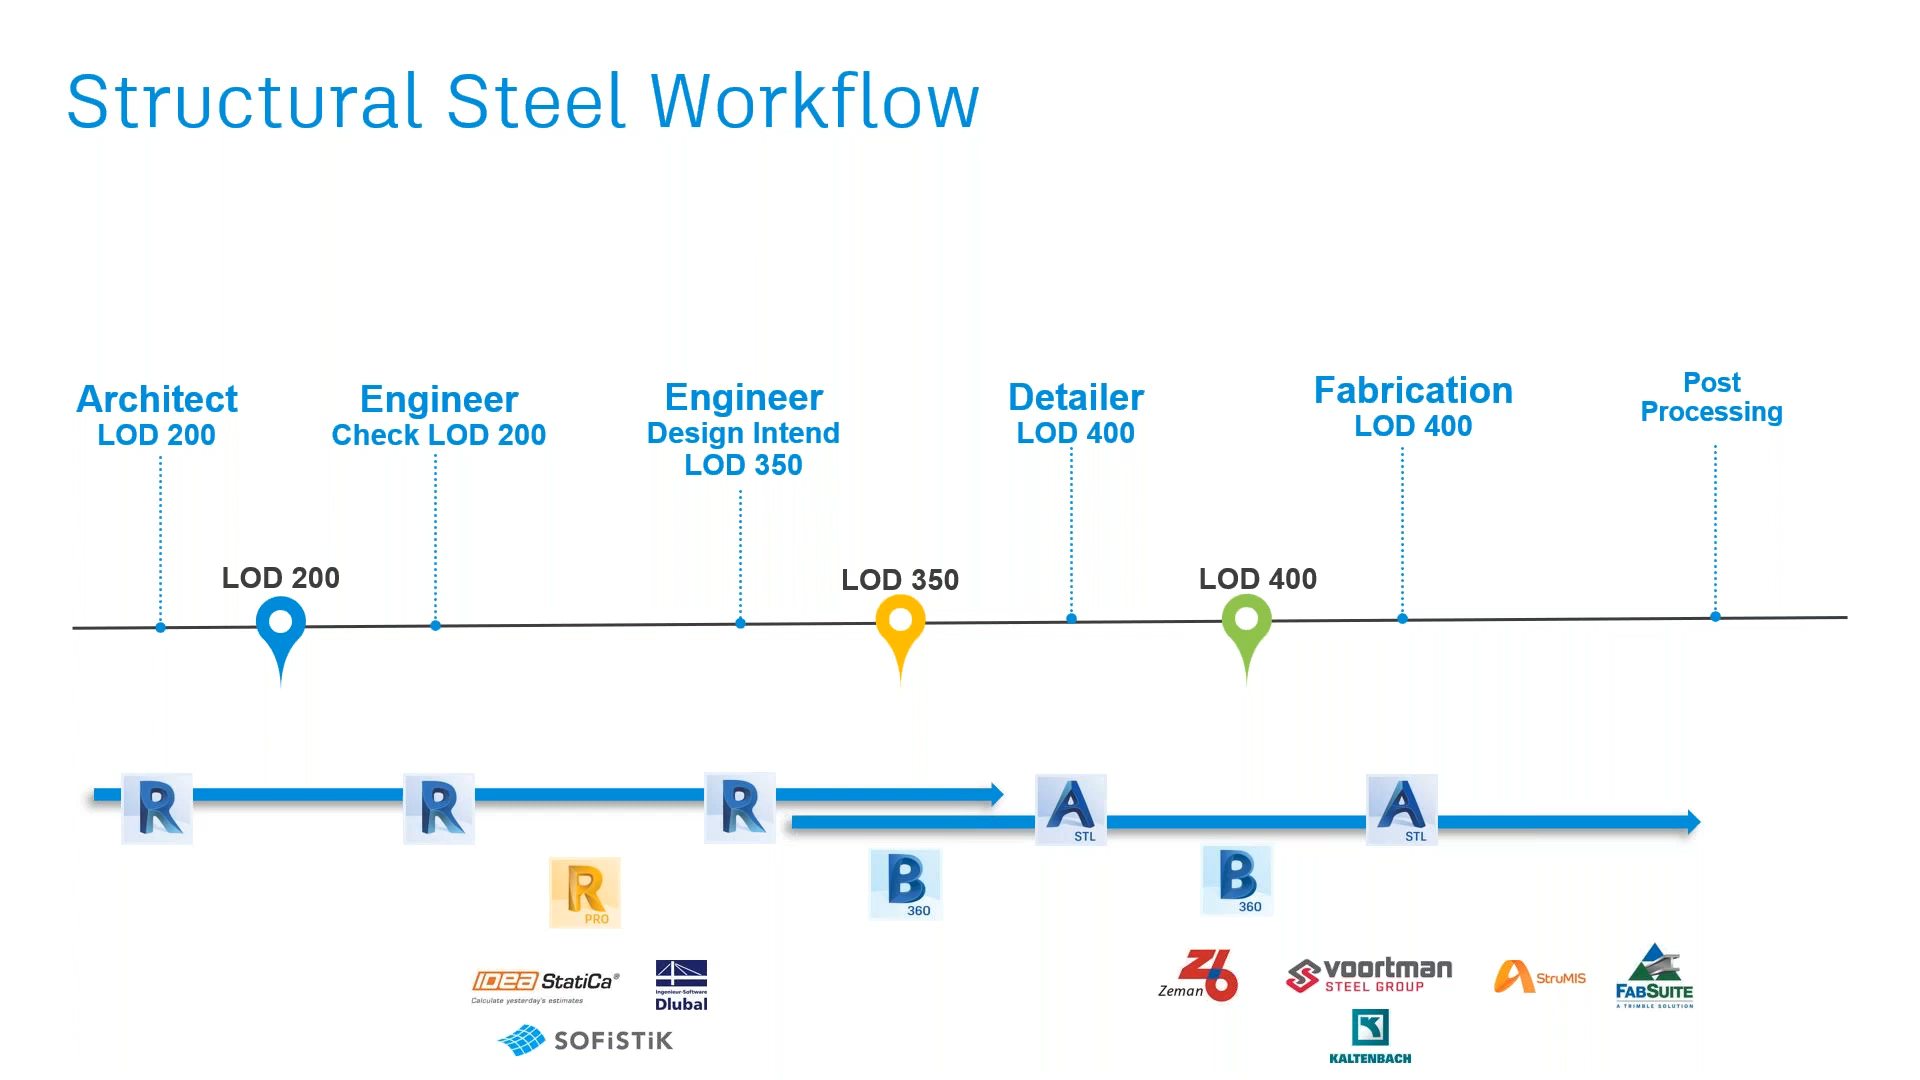 Structural Steel Workflow
Architect
LOD 200
Engineer
Check LOD 200
Engineer
Design Intend
LOD 350
Detailer
LOD 400
Fabrication
LOD 400
Post
Processing
LOD 200
LOD 350
LOD 400
R
R
R
A
STL
A
STL
R
PRO
B
360
B
360
IDEA StatiCa®
Calculate yesterday's estimates
Ingenieur-Software
Dlubal
SOFiSTiK
Zeman
voortman
STEEL GROUP
StruMIS
FABSUITE
A TRIMBLE SOLUTION
K
KALTENBACH